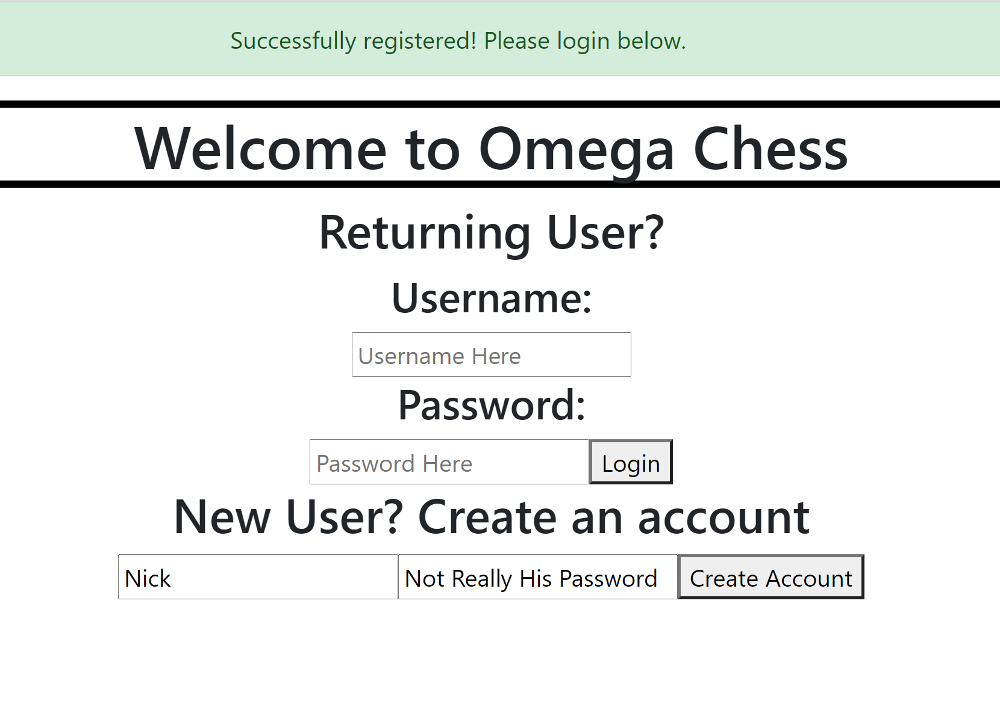 Successfully registered! Please login below.
Welcome to Omega Chess
Returning User?
Username:
Username Here
Password:
Password Here Login
New User? Create an account
Nick Not Really His Password Create Account